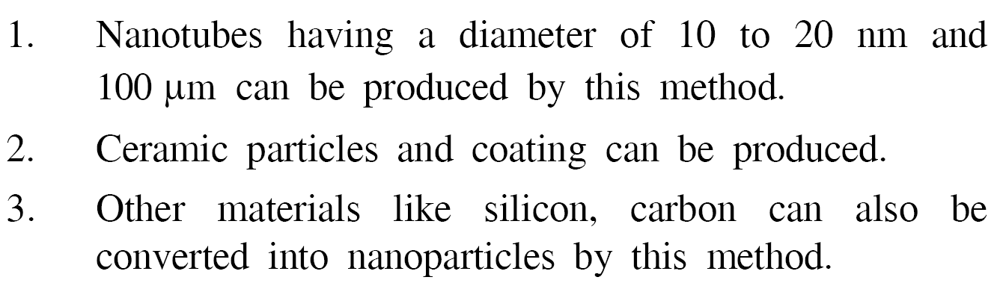 1. Nanotubes having a diameter of 10 to 20 nm and
100 μm can be produced by this method.
2. Ceramic particles and coating can be produced.
3. Other materials like silicon, carbon can also be
converted into nanoparticles by this method.